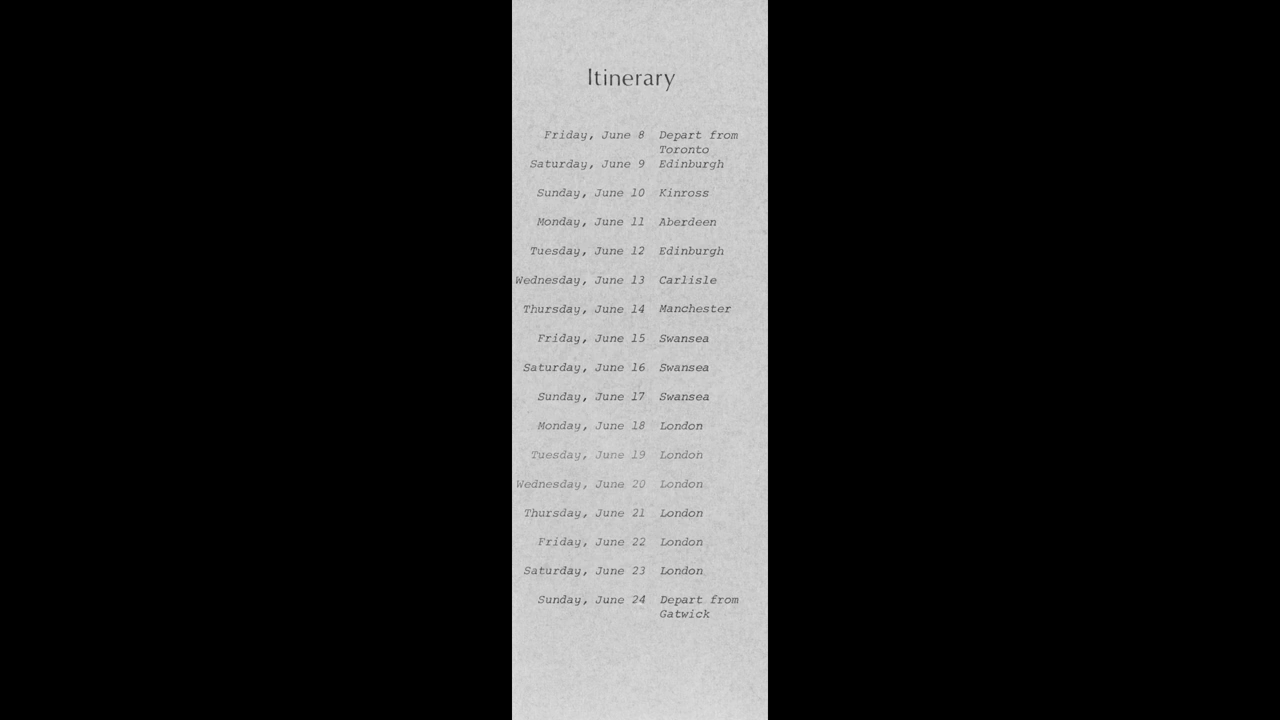 Itinerary
Friday, June 8 Depart from
Toronto
Saturday, June 9 Edinburgh
Sunday, June 10 Kinross
Monday, June 11 Aberdeen
Tuesday, June 12 Edinburgh
Wednesday, June 13 Carlisle
Thursday, June 14 Manchester
Friday, June 15 Swansea
Saturday, June 16 Swansea
Sunday, June 17 Swansea
Monday, June 18 London
Tuesday, June 19 London
Wednesday, June 20 London
Thursday, June 21 London
Friday, June 22 London
Saturday, June 23 London
Sunday, June 24 Depart from
Gatwick